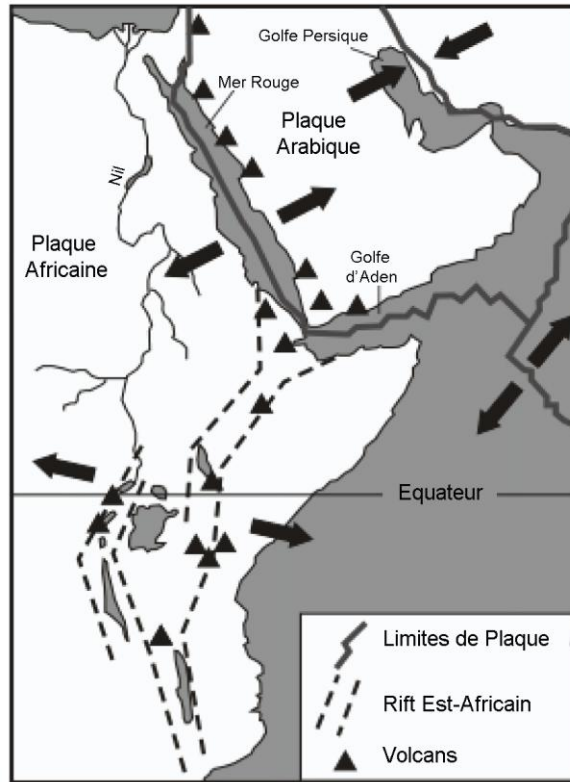 Golfe Persique
Mer Rouge
Plaque
Arabique
Nil
Plaque
Africaine
Golfe
d'Aden
Equateur
Limites de Plaque
Rift Est-Africain
Volcans